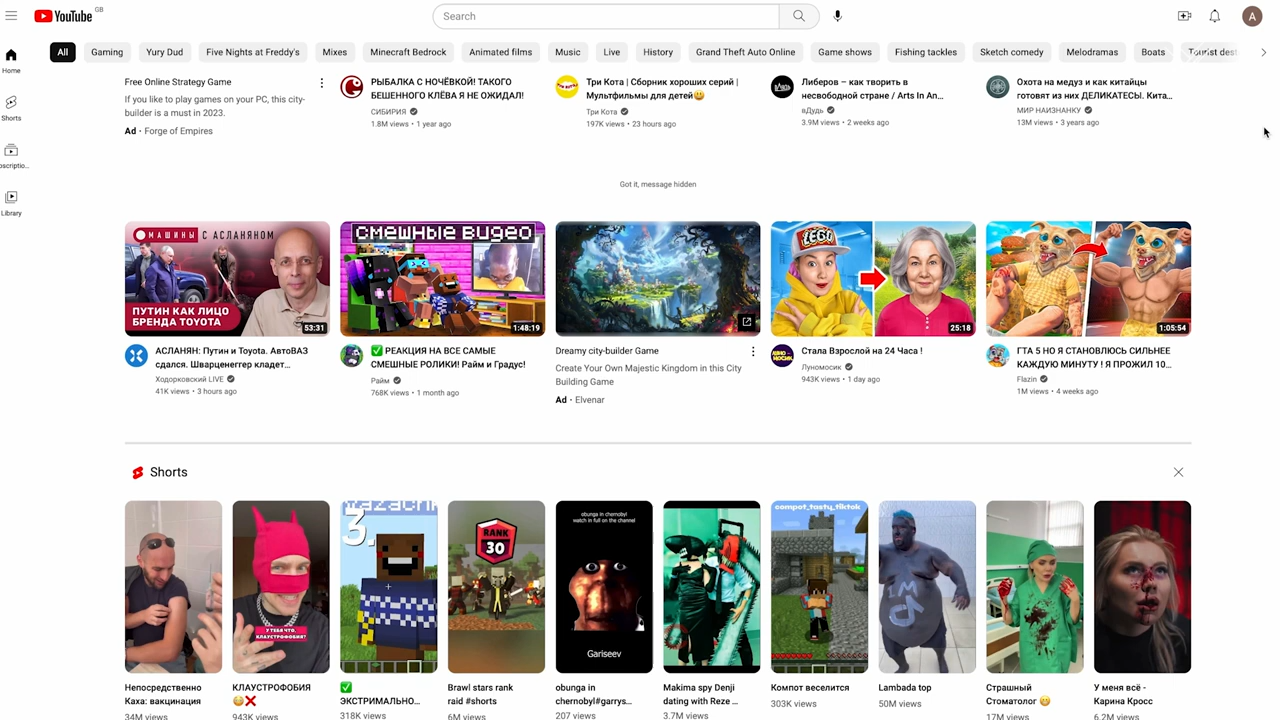 YouTube GB
Search
A
All
Gaming
Yury Dud
Five Nights at Freddy's
Mixes
Minecraft Bedrock
Animated films
Music
Live
History
Grand Theft Auto Online
Game shows
Fishing tackles
Sketch comedy
Melodramas
Boats
Tourist dest
Home
Shorts
bscriptio...
Library
Free Online Strategy Game
If you like to play games on your PC, this city-
builder is a must in 2023.
Ad • Forge of Empires
РЫБАЛКА С НОЧЁВКОЙ! ТАКОГО
БЕШЕННОГО КЛЁВА Я НЕ ОЖИДАЛ!
СИБИРИЯ
1.8M views • 1 year ago
Три Кота | Сборник хороших серий |
Мультфильмы для детей😃
Три Кота
197K views • 23 hours ago
Либеров – как творить в
несвободной стране / Arts In An...
вДудь
3.9M views • 2 weeks ago
Охота на медуз и как китайцы
готовят из них ДЕЛИКАТЕСЫ. Кита...
МИР НАИЗНАНКУ
13M views • 3 years ago
Got it, message hidden
МАШИНЫ С АСЛАНЯНОМ
ПУТИН КАК ЛИЦО
БРЕНДА TOYOTA
53:31
СМЕШНЫЕ ВИДЕО
1:48:19
LEGO
25:18
1:05:54
АСЛАНЯН: Путин и Toyota. АвтоВАЗ
сдался. Шварценеггер кладет...
Ходорковский LIVE
41K views • 3 hours ago
✅ РЕАКЦИЯ НА ВСЕ САМЫЕ
СМЕШНЫЕ РОЛИКИ! Райм и Градус!
Райм
768K views • 1 month ago
Dreamy city-builder Game
Create Your Own Majestic Kingdom in this City
Building Game
Ad • Elvenar
Стала Взрослой на 24 Часа !
Луномосик
943K views • 1 day ago
ГТА 5 НО Я СТАНОВЛЮСЬ СИЛЬНЕЕ
КАЖДУЮ МИНУТУ ! Я ПРОЖИЛ 10...
Flazin
1M views • 4 weeks ago
Shorts
У ТЕБЯ ЧТО,
КЛАУСТРОФОБИЯ?
3.
RANK
30
obunga in chernobyl
watch in full on the channel
Gariseev
compot_tasty_tiktok
1M
Непосредственно
Каха: вакцинация
34M views
КЛАУСТРОФОБИЯ
😳❌
943K views
✅
ЭКСТРИМАЛЬНО...
318K views
Brawl stars rank
raid #shorts
6M views
obunga in
chernobyl#garrys...
207 views
Makima spy Denji
dating with Reze ...
3.7M views
Компот веселится
303K views
Lambada top
50M views
Страшный
Стоматолог 😁
17M views
У меня всё -
Карина Кросс
6.2M views